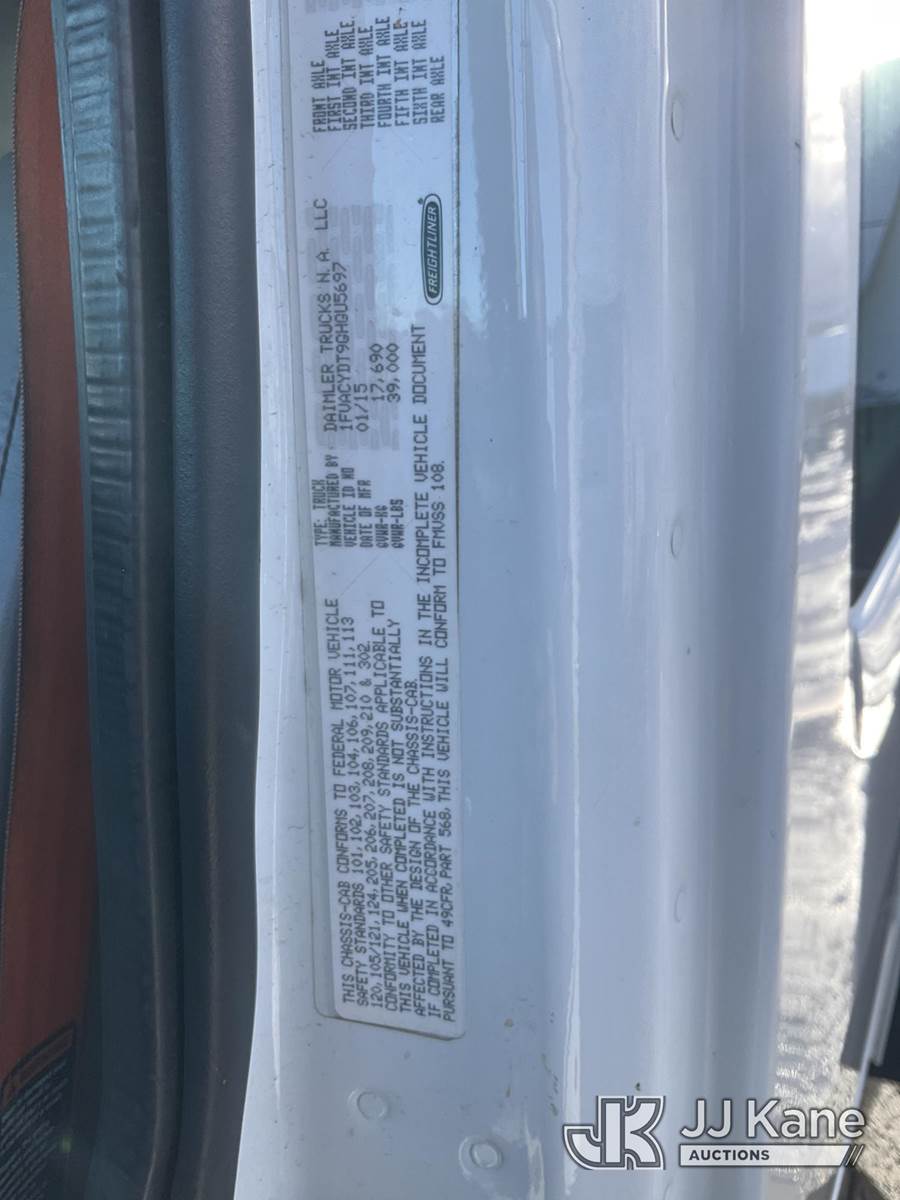 THIS CHASSIS-CAB CONFORMS TO FEDERAL MOTOR VEHICLE
SAFETY STANDARDS 101,102,103,104,106,107,111,113
120,105/121,124,205,206,207,208,209,210 & 302.
CONFORMITY TO OTHER SAFETY STANDARDS APPLICABLE TO
THIS VEHICLE WHEN COMPLETED IS NOT SUBSTANTIALLY
AFFECTED BY THE DESIGN OF THE CHASSIS-CAB.
IF COMPLETED IN ACCORDANCE WITH INSTRUCTIONS IN THE INCOMPLETE VEHICLE DOCUMENT
PURSUANT TO 49CFR PART 568, THIS VEHICLE WILL CONFORM TO FMVSS 108.
TYPE: TRUCK
MANUFACTURED BY DAIMLER TRUCKS N.A. LLC
VEHICLE ID NO 1FVACYDT9GHGU5697
DATE OF MFR 01/15
GVWR-KG 17,690
GVWR-LBS 39,000
FREIGHTLINER
FRONT AXLE
FIRST INT AXLE
SECOND INT AXLE
THIRD INT AXLE
FOURTH INT AXLE
FIFTH INT AXLE
SIXTH INT AXLE
REAR AXLE
JK JJ Kane
AUCTIONS